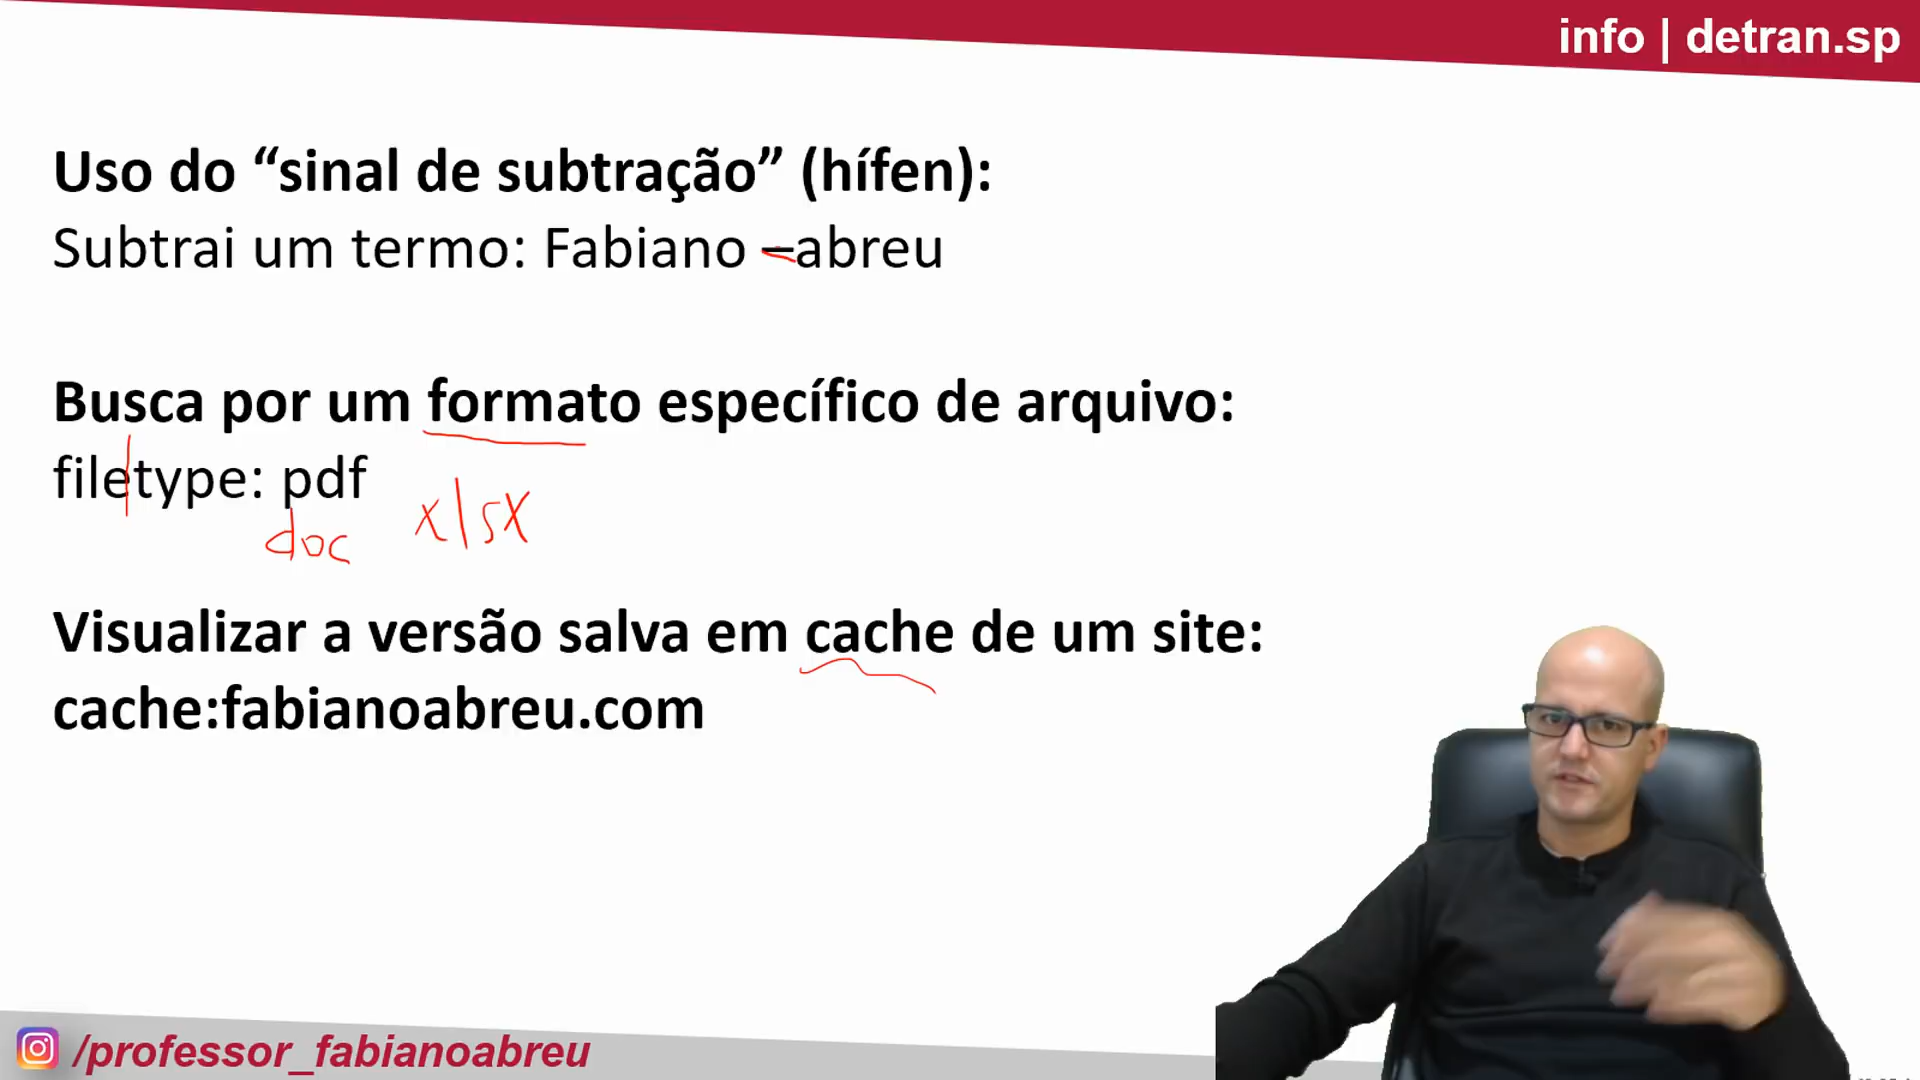 info | detran.sp
Uso do “sinal de subtração” (hífen):
Subtrai um termo: Fabiano –abreu
Busca por um formato específico de arquivo:
filetype: pdf
doc xlsx
Visualizar a versão salva em cache de um site:
cache:fabianoabreu.com
/professor_fabianoabreu